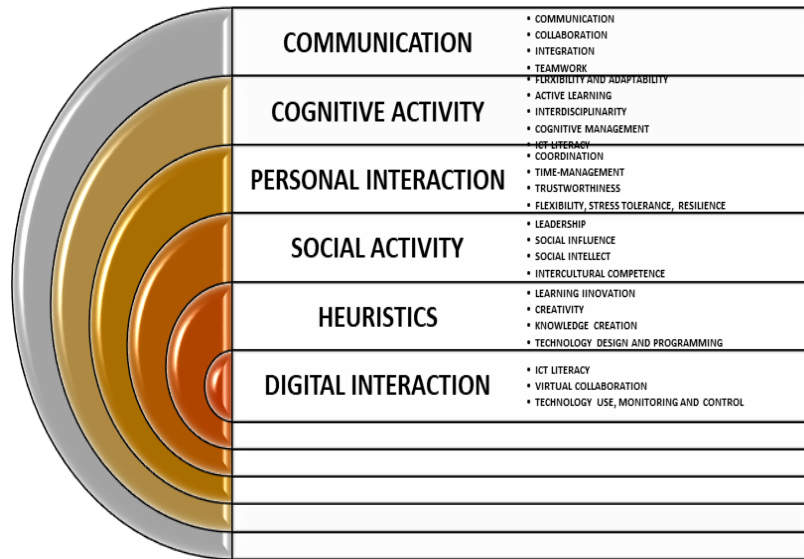 COMMUNICATION
• COMMUNICATION
• COLLABORATION
• INTEGRATION
• TEAMWORK
COGNITIVE ACTIVITY
• FLRXIBILITY AND ADAPTABILITY
• ACTIVE LEARNING
• INTERDISCIPLINARITY
• COGNITIVE MANAGEMENT
• ICT LITERACY
PERSONAL INTERACTION
• COORDINATION
• TIME-MANAGEMENT
• TRUSTWORTHINESS
• FLEXIBILITY, STRESS TOLERANCE, RESILIENCE
SOCIAL ACTIVITY
• LEADERSHIP
• SOCIAL INFLUENCE
• SOCIAL INTELLECT
• INTERCULTURAL COMPETENCE
HEURISTICS
• LEARNING IINOVATION
• CREATIVITY
• KNOWLEDGE CREATION
• TECHNOLOGY DESIGN AND PROGRAMMING
DIGITAL INTERACTION
• ICT LITERACY
• VIRTUAL COLLABORATION
• TECHNOLOGY USE, MONITORING AND CONTROL